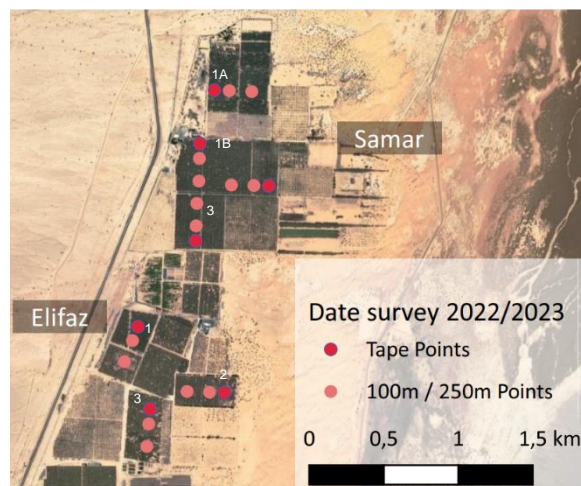 1A
Samar
1B
3
Elifaz
1
2
3
Date survey 2022/2023
Tape Points
100m / 250m Points
0 0,5 1 1,5 km